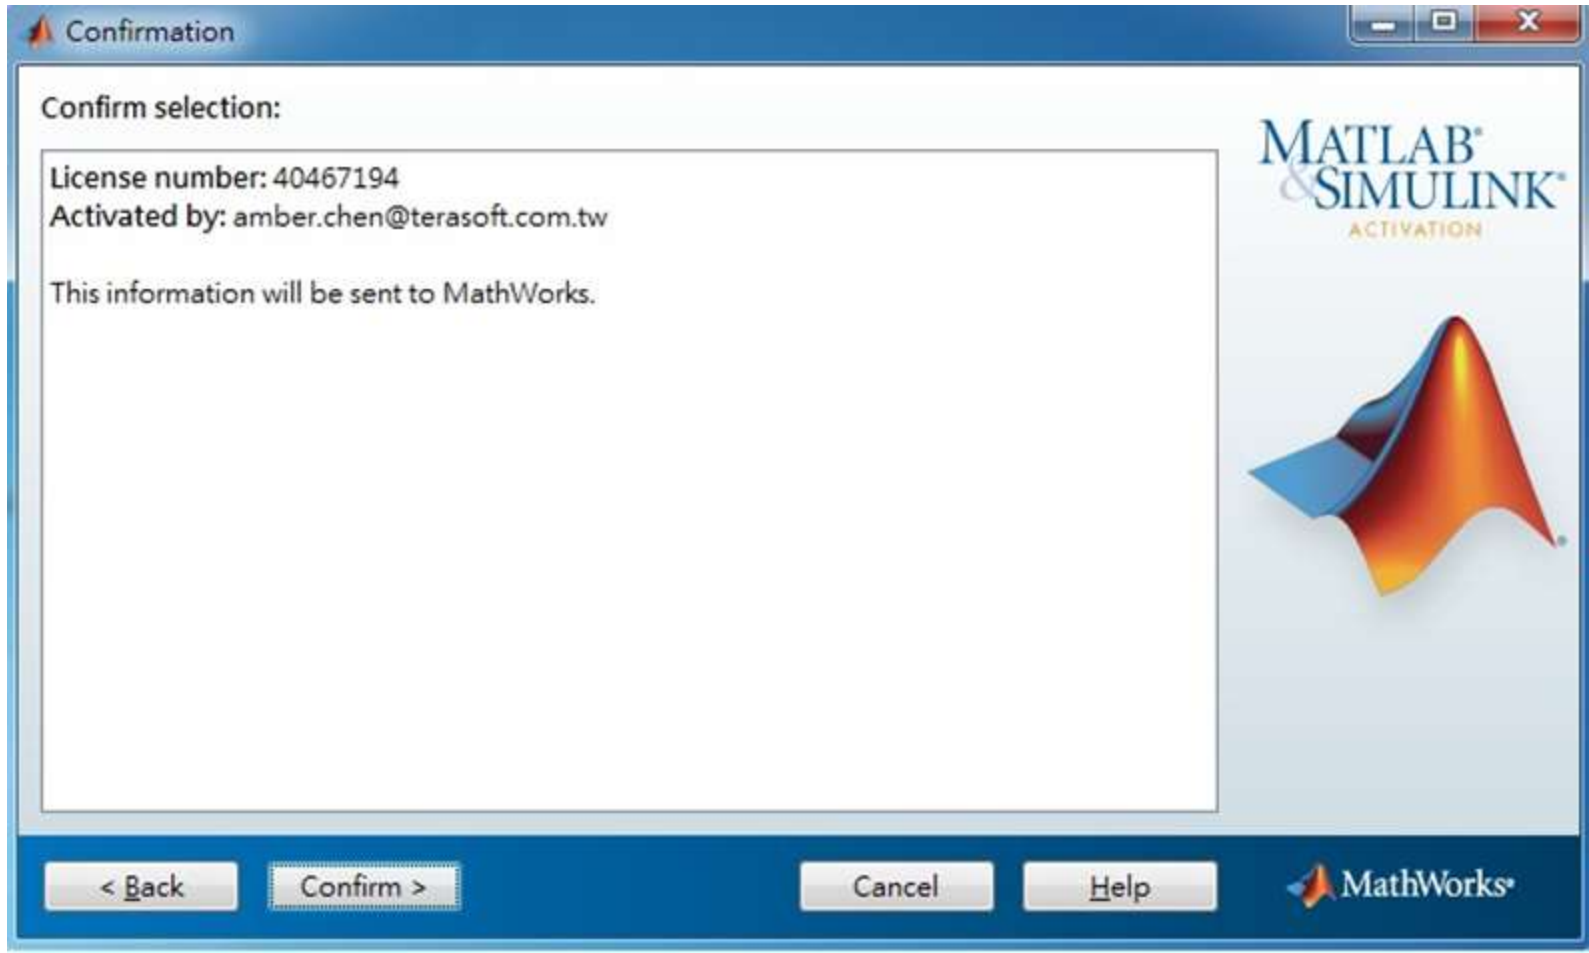 Confirmation
Confirm selection:
License number: 40467194
Activated by: amber.chen@terasoft.com.tw
This information will be sent to MathWorks.
MATLAB®
&SIMULINK®
ACTIVATION
< Back
Confirm >
Cancel
Help
MathWorks®